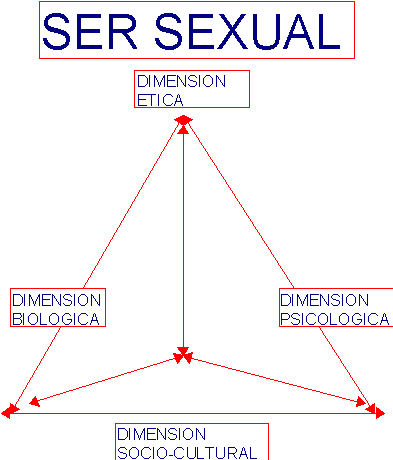 SER SEXUAL
DIMENSION
ETICA
DIMENSION
BIOLOGICA
DIMENSION
PSICOLOGICA
DIMENSION
SOCIO-CULTURAL